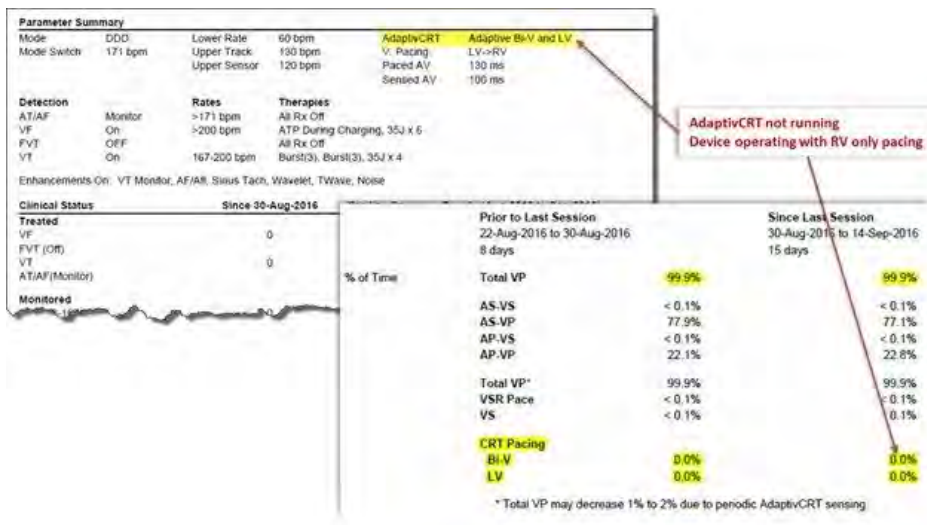 Parameter Summary
Mode DDD Lower Rate 60 bpm AdaptivCRT Adaptive Bi-V and LV
Mode Switch 171 bpm Upper Track 130 bpm V. Pacing LV->RV
Upper Sensor 120 bpm Paced AV 130 ms
Sensed AV 100 ms
Detection Rates Therapies
AT/AF Monitor >171 bpm All Rx Off
VF On >200 bpm ATP During Charging, 35J x 6
FVT OFF All Rx Off
VT On 167-200 bpm Burst(3), Burst(3), 35J x 4
Enhancements On: VT Monitor, AF/Afl, Sinus Tach, Wavelet, TWave, Noise
AdaptivCRT not running
Device operating with RV only pacing
Clinical Status Since 30-Aug-2016
Treated
VF 0
FVT (Off)
VT 0
AT/AF(Monitor)
Monitored
Prior to Last Session Since Last Session
22-Aug-2016 to 30-Aug-2016 30-Aug-2016 to 14-Sep-2016
8 days 15 days
% of Time Total VP 99.9% 99.9%
AS-VS < 0.1% < 0.1%
AS-VP 77.9% 77.1%
AP-VS < 0.1% < 0.1%
AP-VP 22.1% 22.8%
Total VP* 99.9% 99.9%
VSR Pace < 0.1% < 0.1%
VS < 0.1% 0.1%
CRT Pacing
Bi-V 0.0% 0.0%
LV 0.0% 0.0%
* Total VP may decrease 1% to 2% due to periodic AdaptivCRT sensing